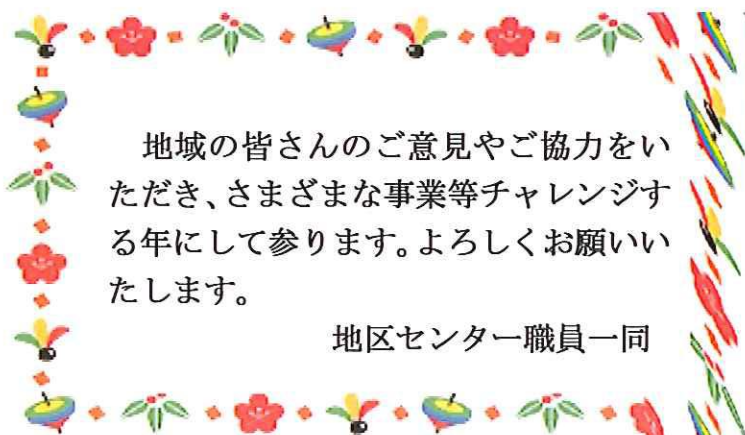 地域の皆さんのご意見やご協力をい
ただき、さまざまな事業等チャレンジす
る年にして参ります。よろしくお願いい
たします。
地区センター職員一同